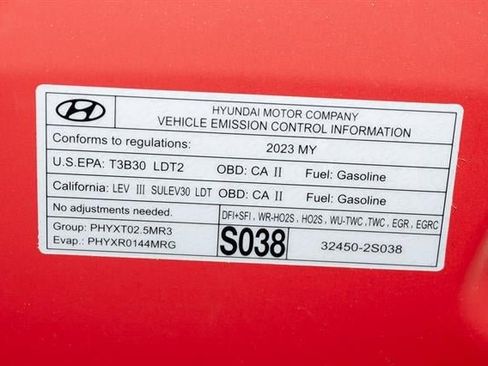 HYUNDAI MOTOR COMPANY
VEHICLE EMISSION CONTROL INFORMATION
Conforms to regulations: 2023 MY
U.S.EPA: T3B30 LDT2 OBD: CA II Fuel: Gasoline
California: LEV III SULEV30 LDT OBD: CA II Fuel: Gasoline
No adjustments needed. DFI+SFI, WR-HO2S, HO2S, WU-TWC, TWC, EGR, EGRC
Group: PHYXT02.5MR3
Evap.: PHYXR0144MRG
S038 32450-2S038